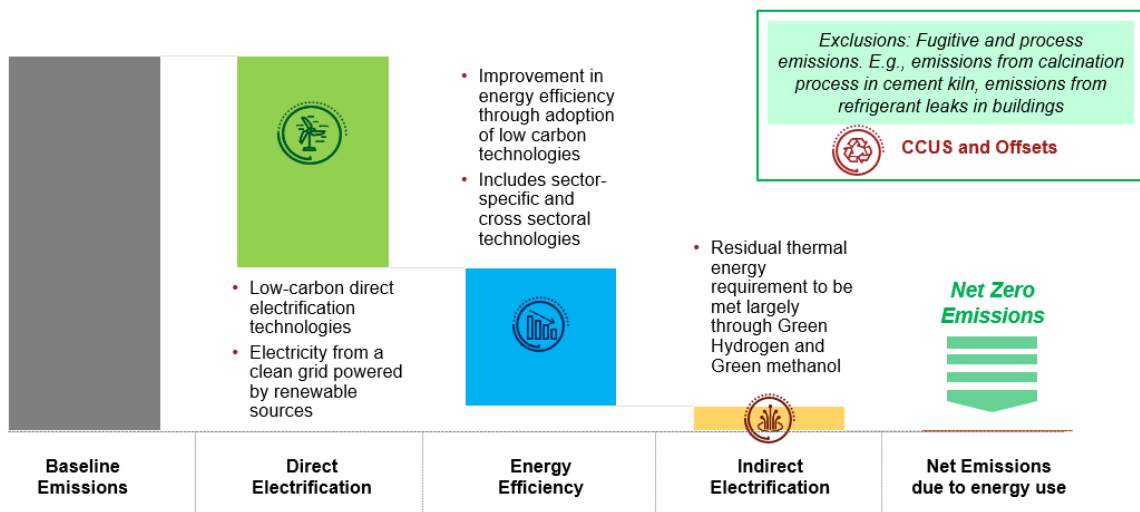 Exclusions: Fugitive and process
emissions. E.g., emissions from calcination
process in cement kiln, emissions from
refrigerant leaks in buildings
CCUS and Offsets
• Improvement in
energy efficiency
through adoption
of low carbon
technologies
• Includes sector-
specific and
cross sectoral
technologies
• Low-carbon direct
electrification
technologies
• Electricity from a
clean grid powered
by renewable
sources
• Residual thermal
energy
requirement to be
met largely
through Green
Hydrogen and
Green methanol
Net Zero
Emissions
Baseline
Emissions
Direct
Electrification
Energy
Efficiency
Indirect
Electrification
Net Emissions
due to energy use